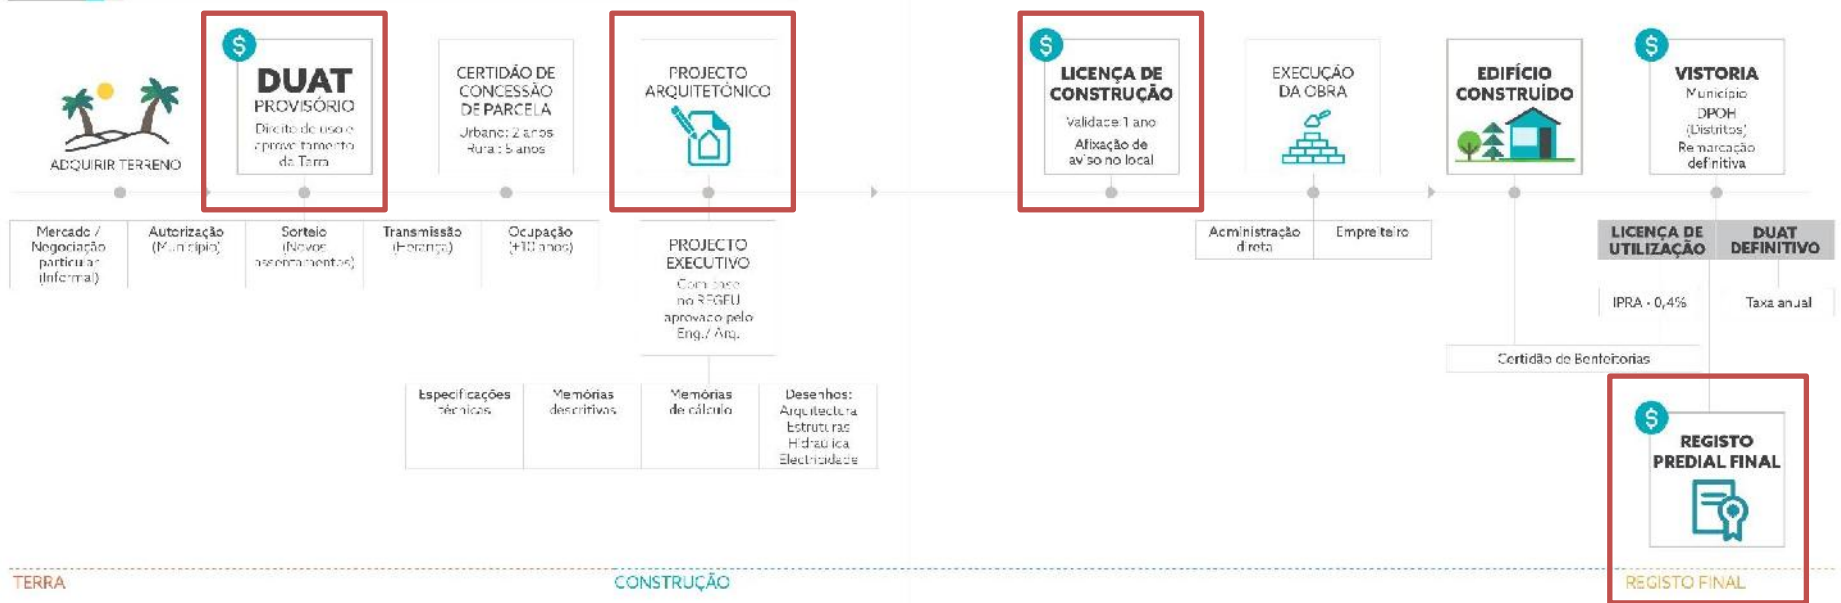 ADQUIRIR TERRENO
$
DUAT
PROVISÓRIO
Direito de uso e
aproveitamento
da Terra
CERTIDÃO DE
CONCESSÃO
DE PARCELA
Urbano: 2 anos
Rural: 5 anos
PROJECTO
ARQUITETÓNICO
$
LICENÇA DE
CONSTRUÇÃO
Validade: 1 ano
Afixação de
aviso no local
EXECUÇÃO
DA OBRA
EDIFÍCIO
CONSTRUÍDO
$
VISTORIA
Município
DPOH
(Distritos)
Remarcação
definitiva
Mercado /
Negociação
particular
(Informal)
Autorização
(Município)
Sorteio
(Novos
assentamentos)
Transmissão
(Herança)
Ocupação
(+10 anos)
PROJECTO
EXECUTIVO
Com base
no REGEU
aprovado pelo
Eng./ Arq.
Especificações
técnicas
Memórias
descritivas
Memórias
de cálculo
Desenhos:
Arquitectura
Estruturas
Hidraúlica
Electricidade
Administração
direta
Empreiteiro
LICENÇA DE
UTILIZAÇÃO
DUAT
DEFINITIVO
IPRA - 0,4%
Taxa anual
Certidão de Benfeitorias
$
REGISTO
PREDIAL FINAL
TERRA
CONSTRUÇÃO
REGISTO FINAL